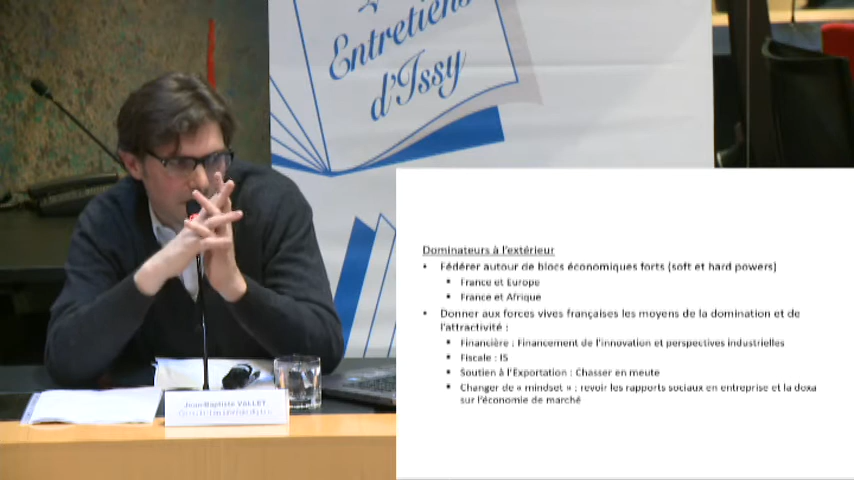 Entretiens
d'Issy
Dominateurs à l'extérieur
• Fédérer autour de blocs économiques forts (soft et hard powers)
▪ France et Europe
▪ France et Afrique
• Donner aux forces vives françaises les moyens de la domination et de
l'attractivité :
▪ Financière : Financement de l'innovation et perspectives industrielles
▪ Fiscale : IS
▪ Soutien à l'Exportation : Chasser en meute
▪ Changer de « mindset » : revoir les rapports sociaux en entreprise et la doxa
sur l'économie de marché
Jean-Baptiste VALLET